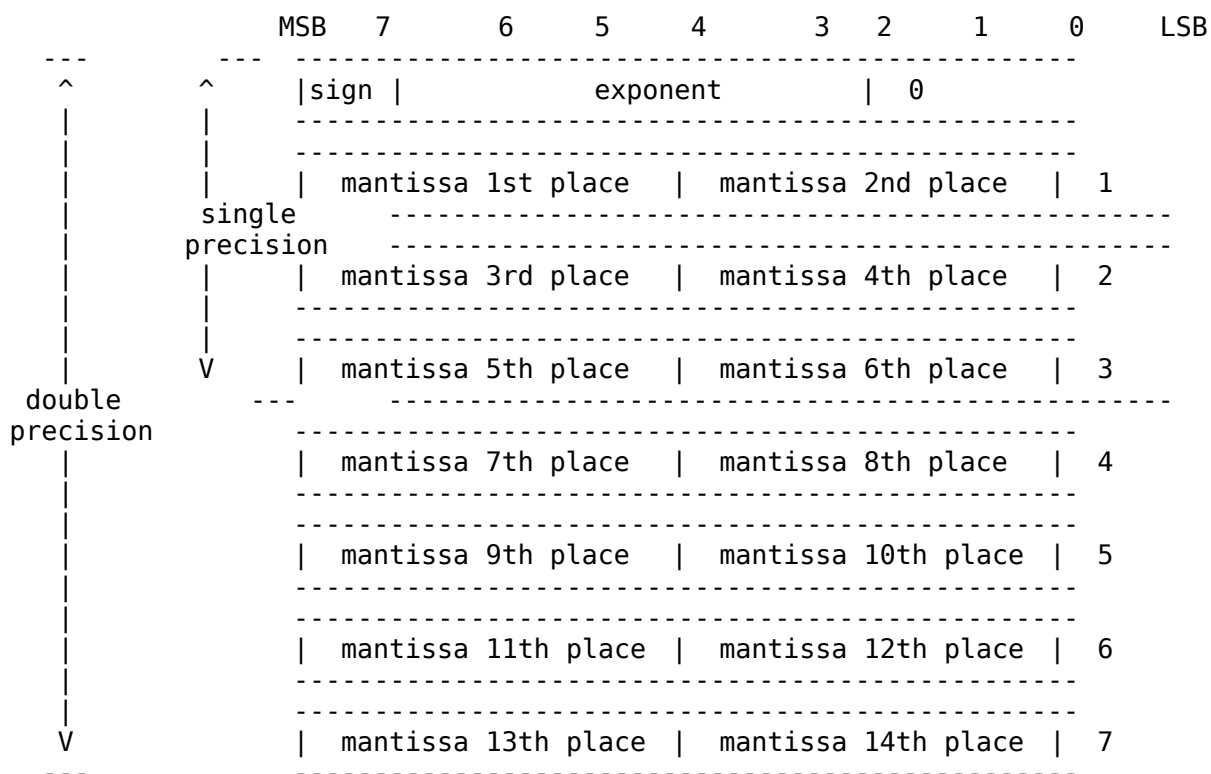 MSB 7 6 5 4 3 2 1 0 LSB
--- --- -------------------------------------------------
^ ^ |sign | exponent | 0
| | -------------------------------------------------
| | -------------------------------------------------
| | | mantissa 1st place | mantissa 2nd place | 1
| single -------------------------------------------------
| precision -------------------------------------------------
| | | mantissa 3rd place | mantissa 4th place | 2
| | -------------------------------------------------
| | -------------------------------------------------
| V | mantissa 5th place | mantissa 6th place | 3
double --- -------------------------------------------------
precision -------------------------------------------------
| | mantissa 7th place | mantissa 8th place | 4
| -------------------------------------------------
| -------------------------------------------------
| | mantissa 9th place | mantissa 10th place | 5
| -------------------------------------------------
| -------------------------------------------------
| | mantissa 11th place | mantissa 12th place | 6
| -------------------------------------------------
| -------------------------------------------------
V | mantissa 13th place | mantissa 14th place | 7
--- -------------------------------------------------